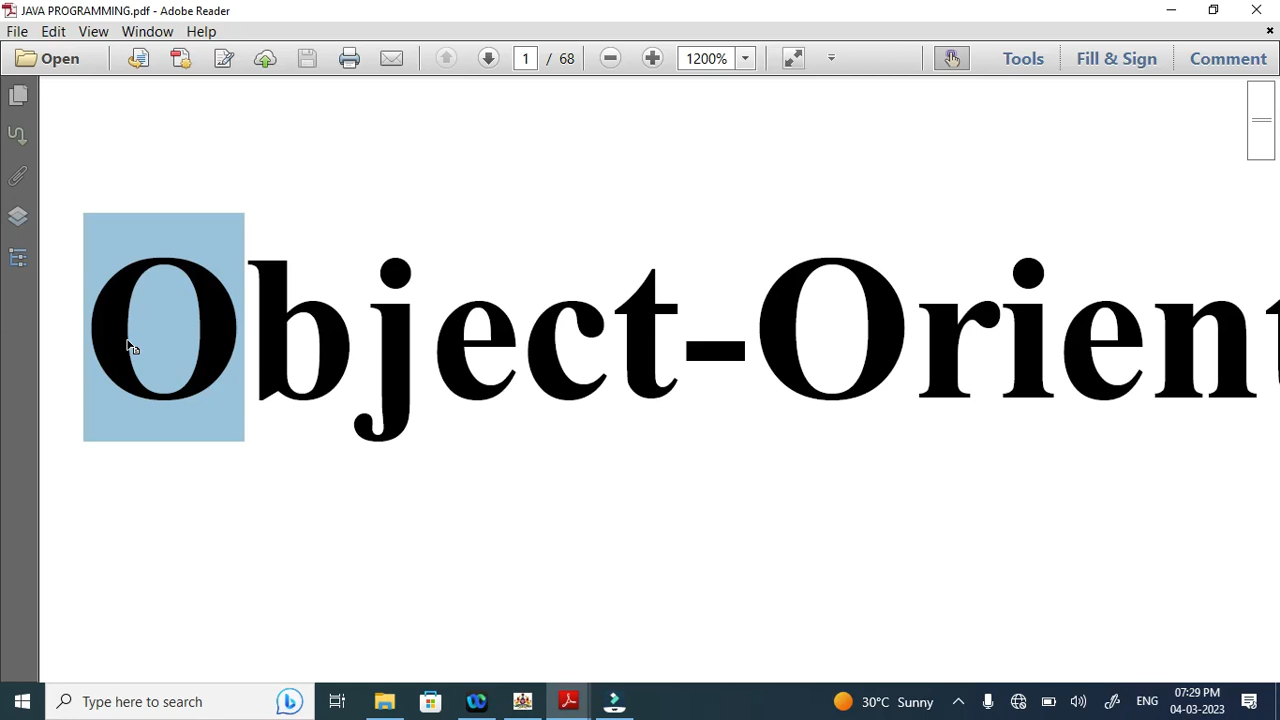 JAVA PROGRAMMING.pdf - Adobe Reader
File Edit View Window Help
Open 1 / 68 1200% Tools Fill & Sign Comment
Object-Orient
Type here to search 30°C Sunny ENG 07:29 PM
04-03-2023